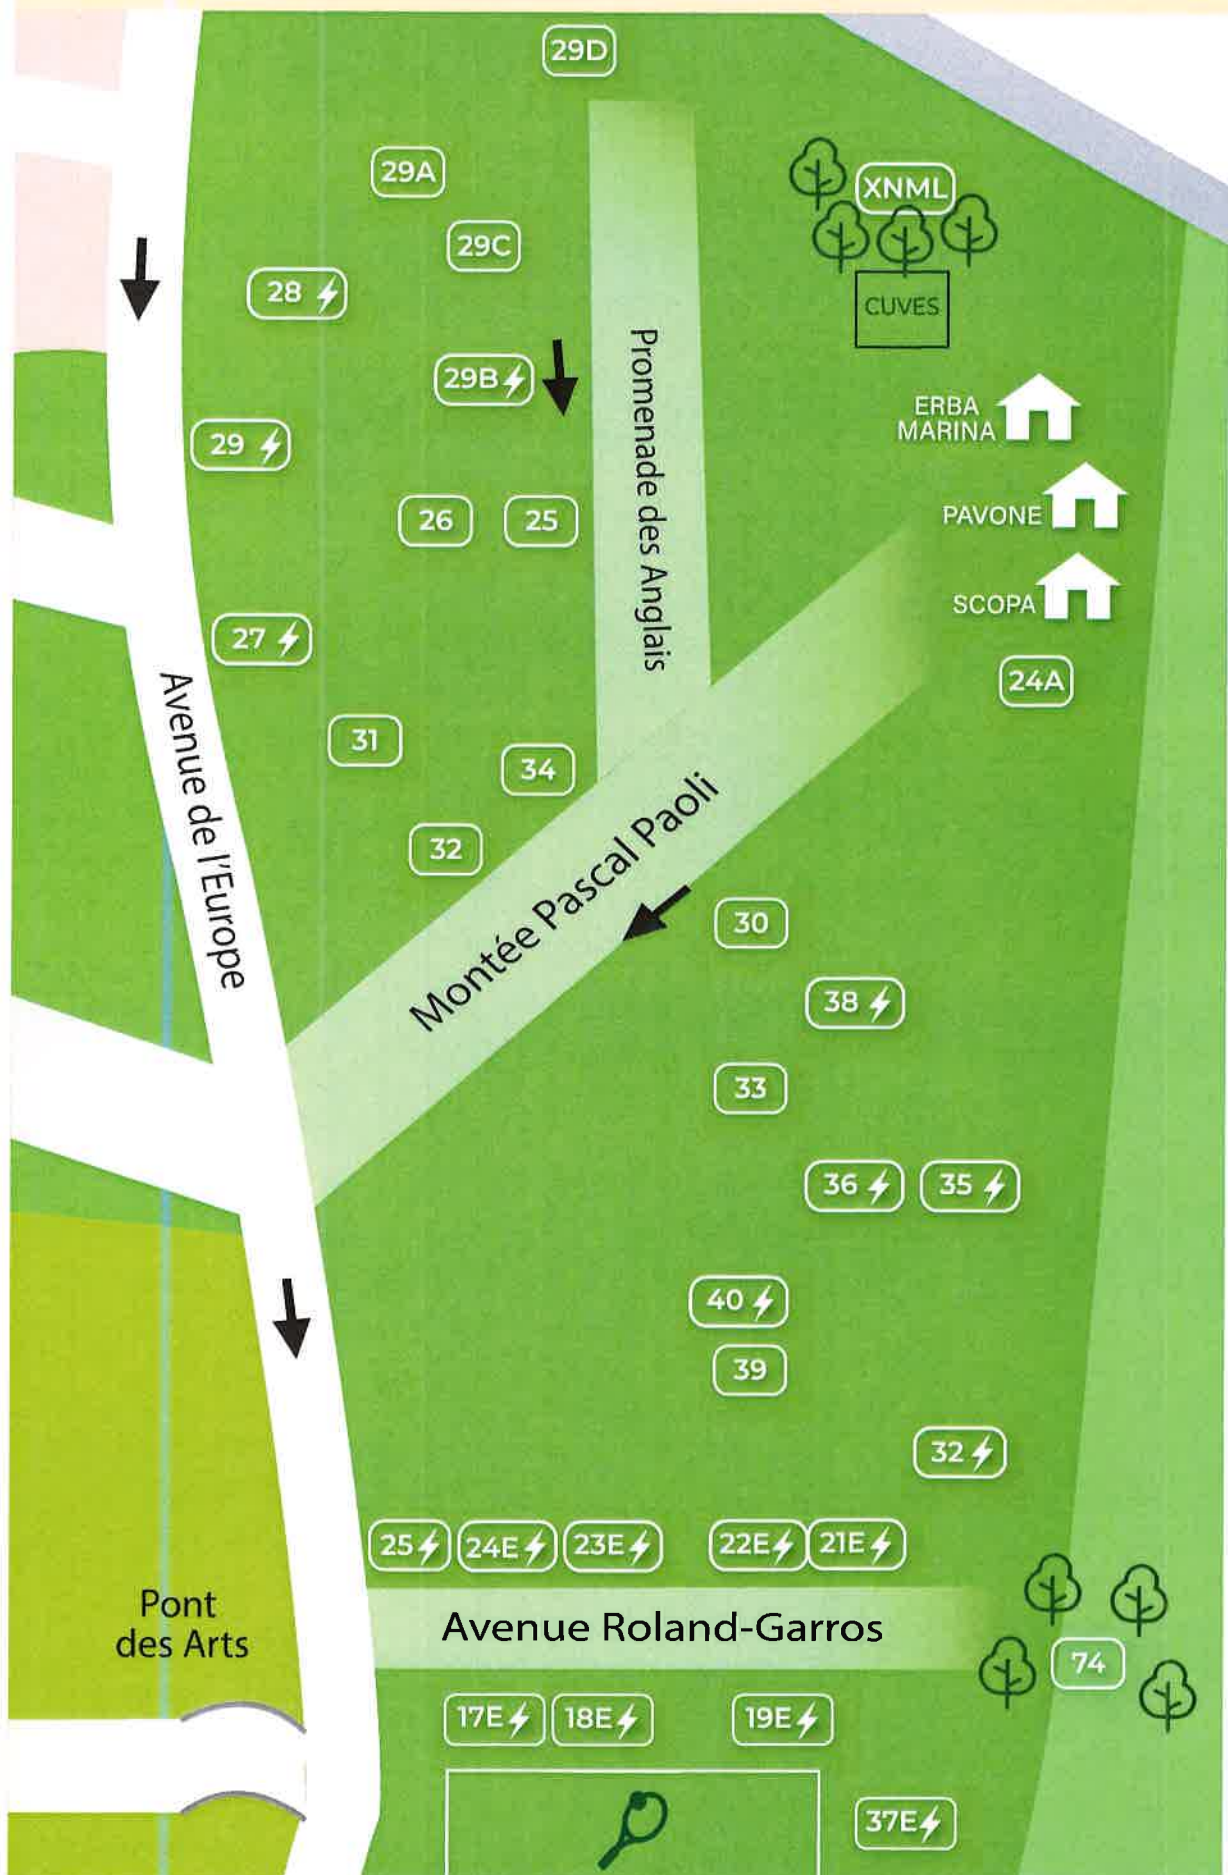 29D
29A
XNML
29C
28
CUVES
29B
Promenade des Anglais
ERBA
MARINA
29
26
25
PAVONE
SCOPA
27
24A
Avenue de l'Europe
31
34
32
Montée Pascal Paoli
30
38
33
36
35
40
39
32
25
24E
23E
22E
21E
Pont
des Arts
Avenue Roland-Garros
74
17E
18E
19E
37E